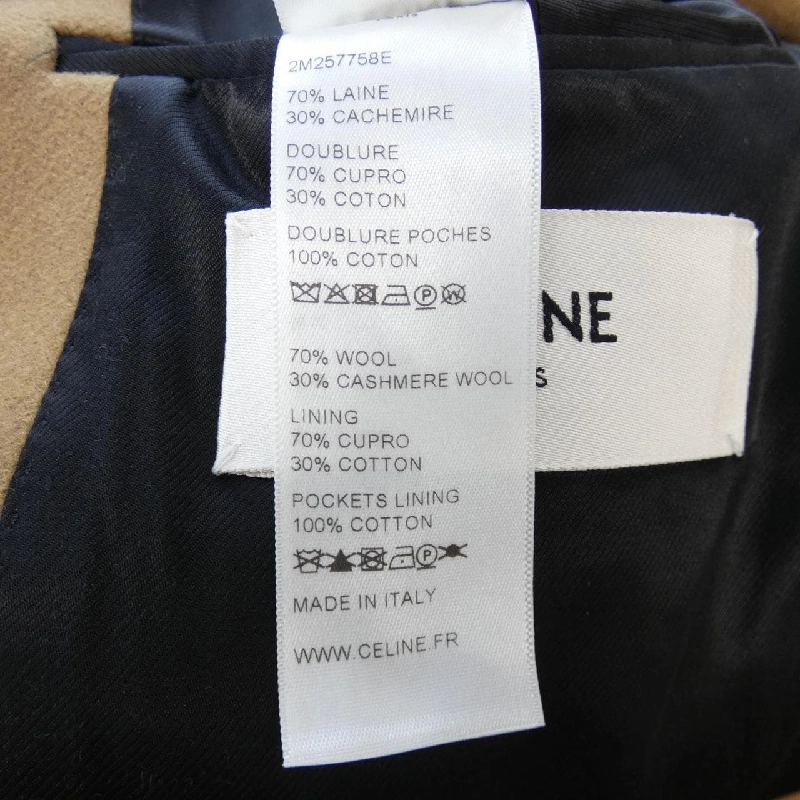 2M257758E
70% LAINE
30% CACHEMIRE
DOUBLURE
70% CUPRO
30% COTON
DOUBLURE POCHES
100% COTON
P W
NE
S
70% WOOL
30% CASHMERE WOOL
LINING
70% CUPRO
30% COTTON
POCKETS LINING
100% COTTON
P
MADE IN ITALY
WWW.CELINE.FR